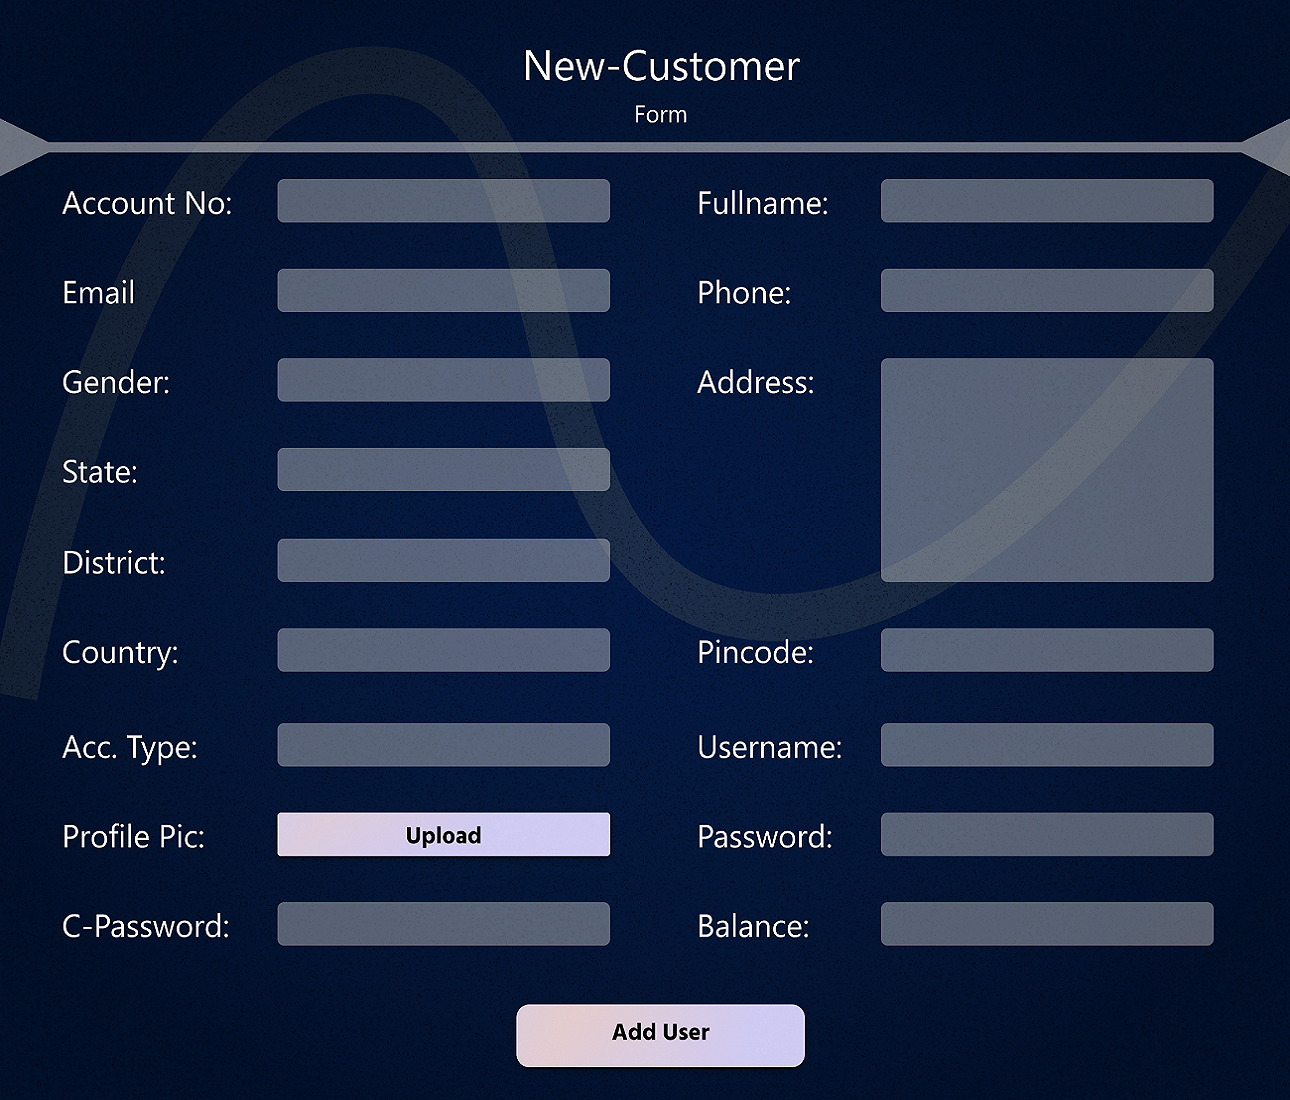 New-Customer
Form
Account No:
Fullname:
Email
Phone:
Gender:
Address:
State:
District:
Country:
Pincode:
Acc. Type:
Username:
Profile Pic:
Upload
Password:
C-Password:
Balance:
Add User